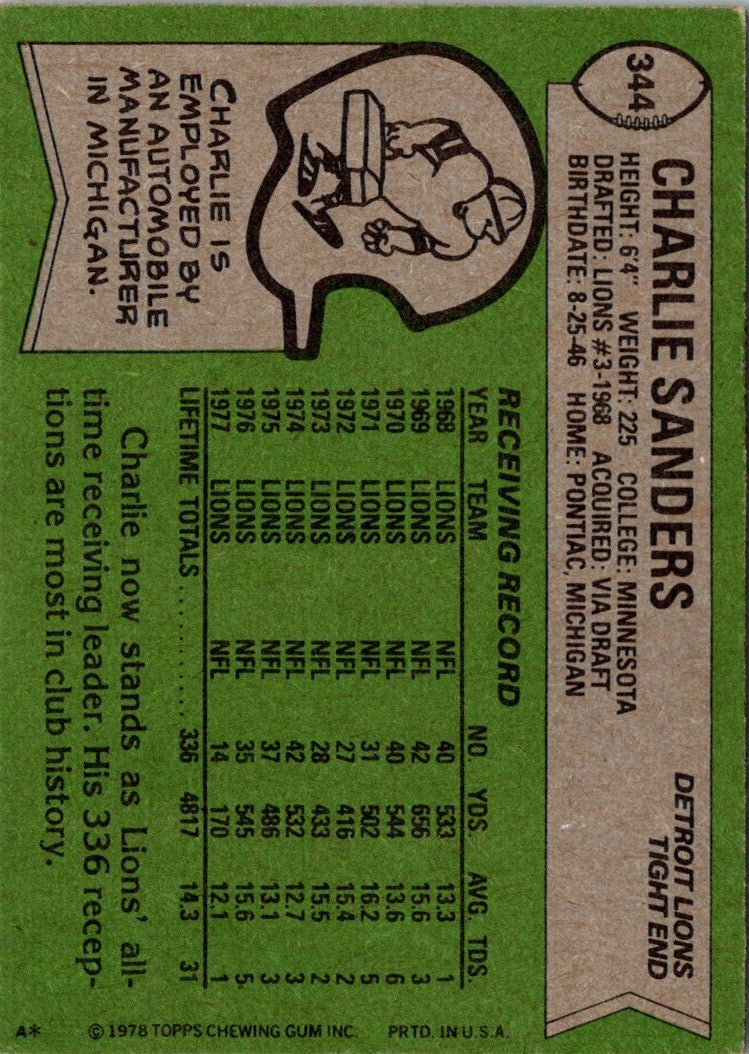 344
CHARLIE SANDERS
DETROIT LIONS
TIGHT END
HEIGHT: 6'4" WEIGHT: 225 COLLEGE: MINNESOTA
DRAFTED: LIONS #3-1968 ACQUIRED: VIA DRAFT
BIRTHDATE: 8-25-46 HOME: PONTIAC, MICHIGAN
CHARLIE IS
EMPLOYED BY
AN AUTOMOBILE
MANUFACTURER
IN MICHIGAN.
RECEIVING RECORD
YEAR TEAM NO. YDS. AVG. TDS.
1968 LIONS NFL 40 533 13.3 1
1969 LIONS NFL 42 656 15.6 3
1970 LIONS NFL 40 544 13.6 6
1971 LIONS NFL 31 502 16.2 5
1972 LIONS NFL 27 416 15.4 2
1973 LIONS NFL 28 433 15.5 2
1974 LIONS NFL 42 532 12.7 3
1975 LIONS NFL 37 486 13.1 3
1976 LIONS NFL 35 545 15.6 5
1977 LIONS NFL 14 170 12.1 1
LIFETIME TOTALS.......... 336 4817 14.3 31
Charlie now stands as Lions' all-
time receiving leader. His 336 recep-
tions are most in club history.
A* © 1978 TOPPS CHEWING GUM INC. PRTD. IN U.S.A.